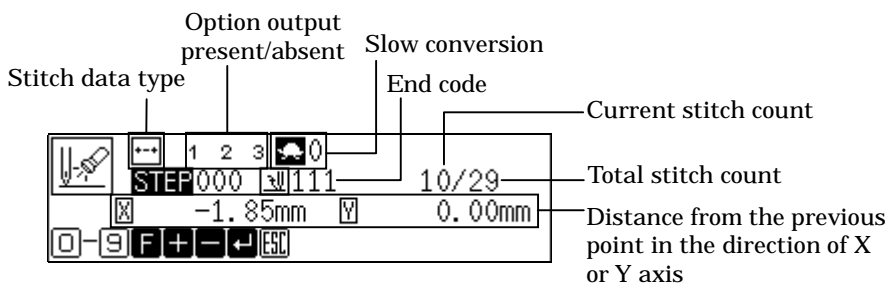 Option output
present/absent
Slow conversion
Stitch data type
End code
Current stitch count
1 2 3 0
STEP000 111 10/29
Total stitch count
X -1.85mm Y 0.00mm
Distance from the previous
point in the direction of X
or Y axis
0-9 F + - ↵ ESC